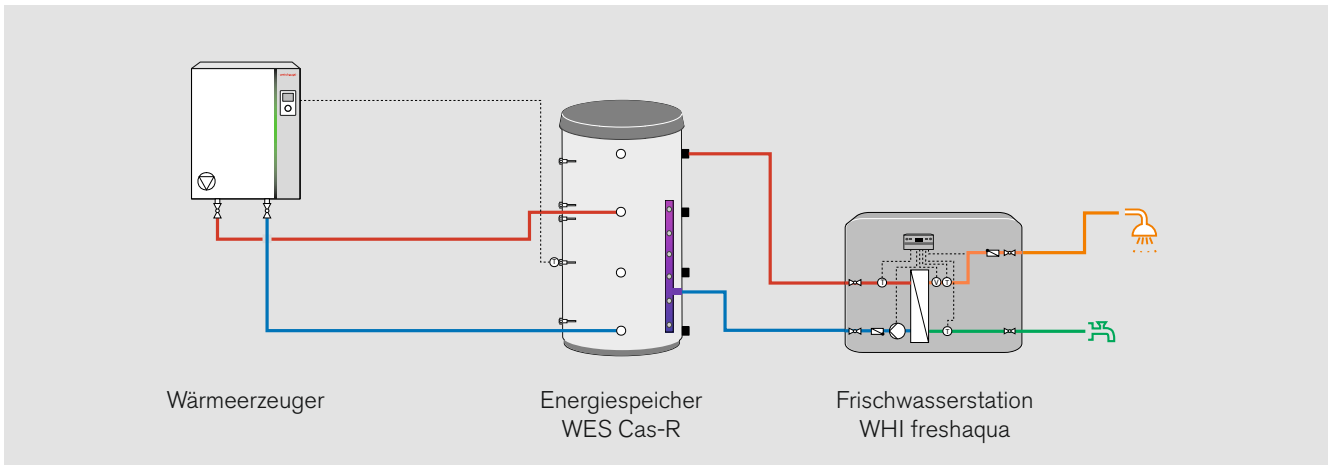 Wärmeerzeuger
Energiespeicher
WES Cas-R
Frischwasserstation
WHI freshaqua
T
T
V
T
T